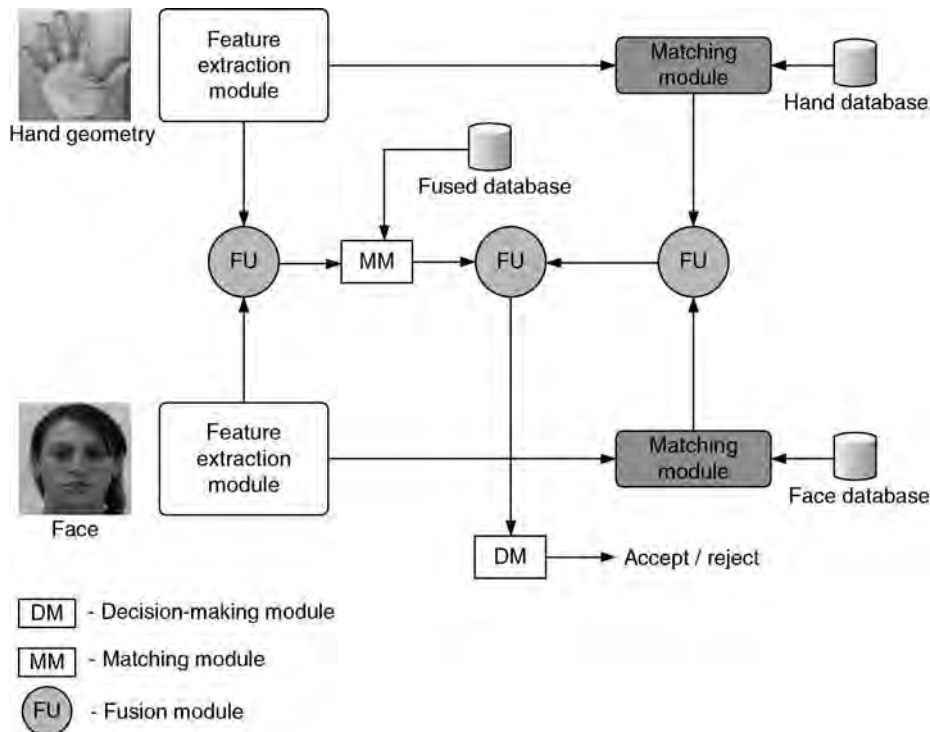 Feature
extraction
module
Matching
module
Hand database
Hand geometry
Fused database
FU
MM
FU
FU
Feature
extraction
module
Matching
module
Face database
Face
DM
Accept / reject
DM - Decision-making module
MM - Matching module
FU - Fusion module